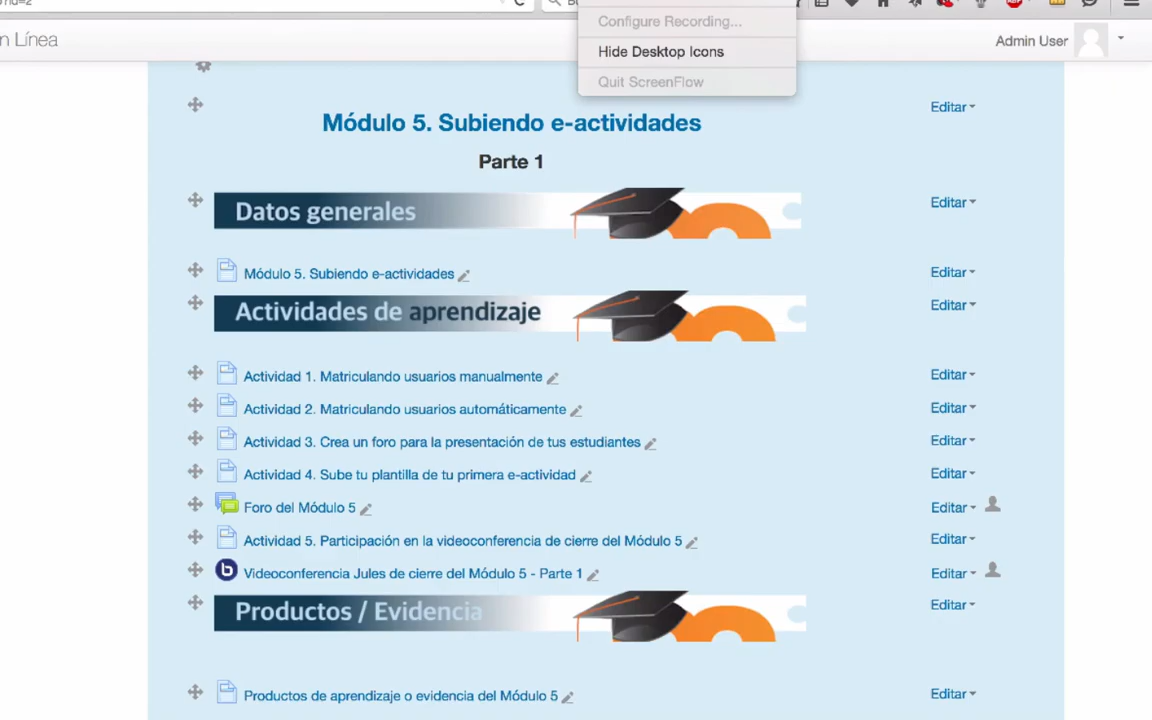 Configure Recording...
n Línea
Admin User
Hide Desktop Icons
Quit ScreenFlow
Editar
Módulo 5. Subiendo e-actividades
Parte 1
Datos generales
Editar
Módulo 5. Subiendo e-actividades
Editar
Actividades de aprendizaje
Editar
Actividad 1. Matriculando usuarios manualmente
Editar
Actividad 2. Matriculando usuarios automáticamente
Editar
Actividad 3. Crea un foro para la presentación de tus estudiantes
Editar
Actividad 4. Sube tu plantilla de tu primera e-actividad
Editar
Foro del Módulo 5
Editar
Actividad 5. Participación en la videoconferencia de cierre del Módulo 5
Editar
Videoconferencia Jules de cierre del Módulo 5 - Parte 1
Editar
Productos / Evidencia
Editar
Productos de aprendizaje o evidencia del Módulo 5
Editar